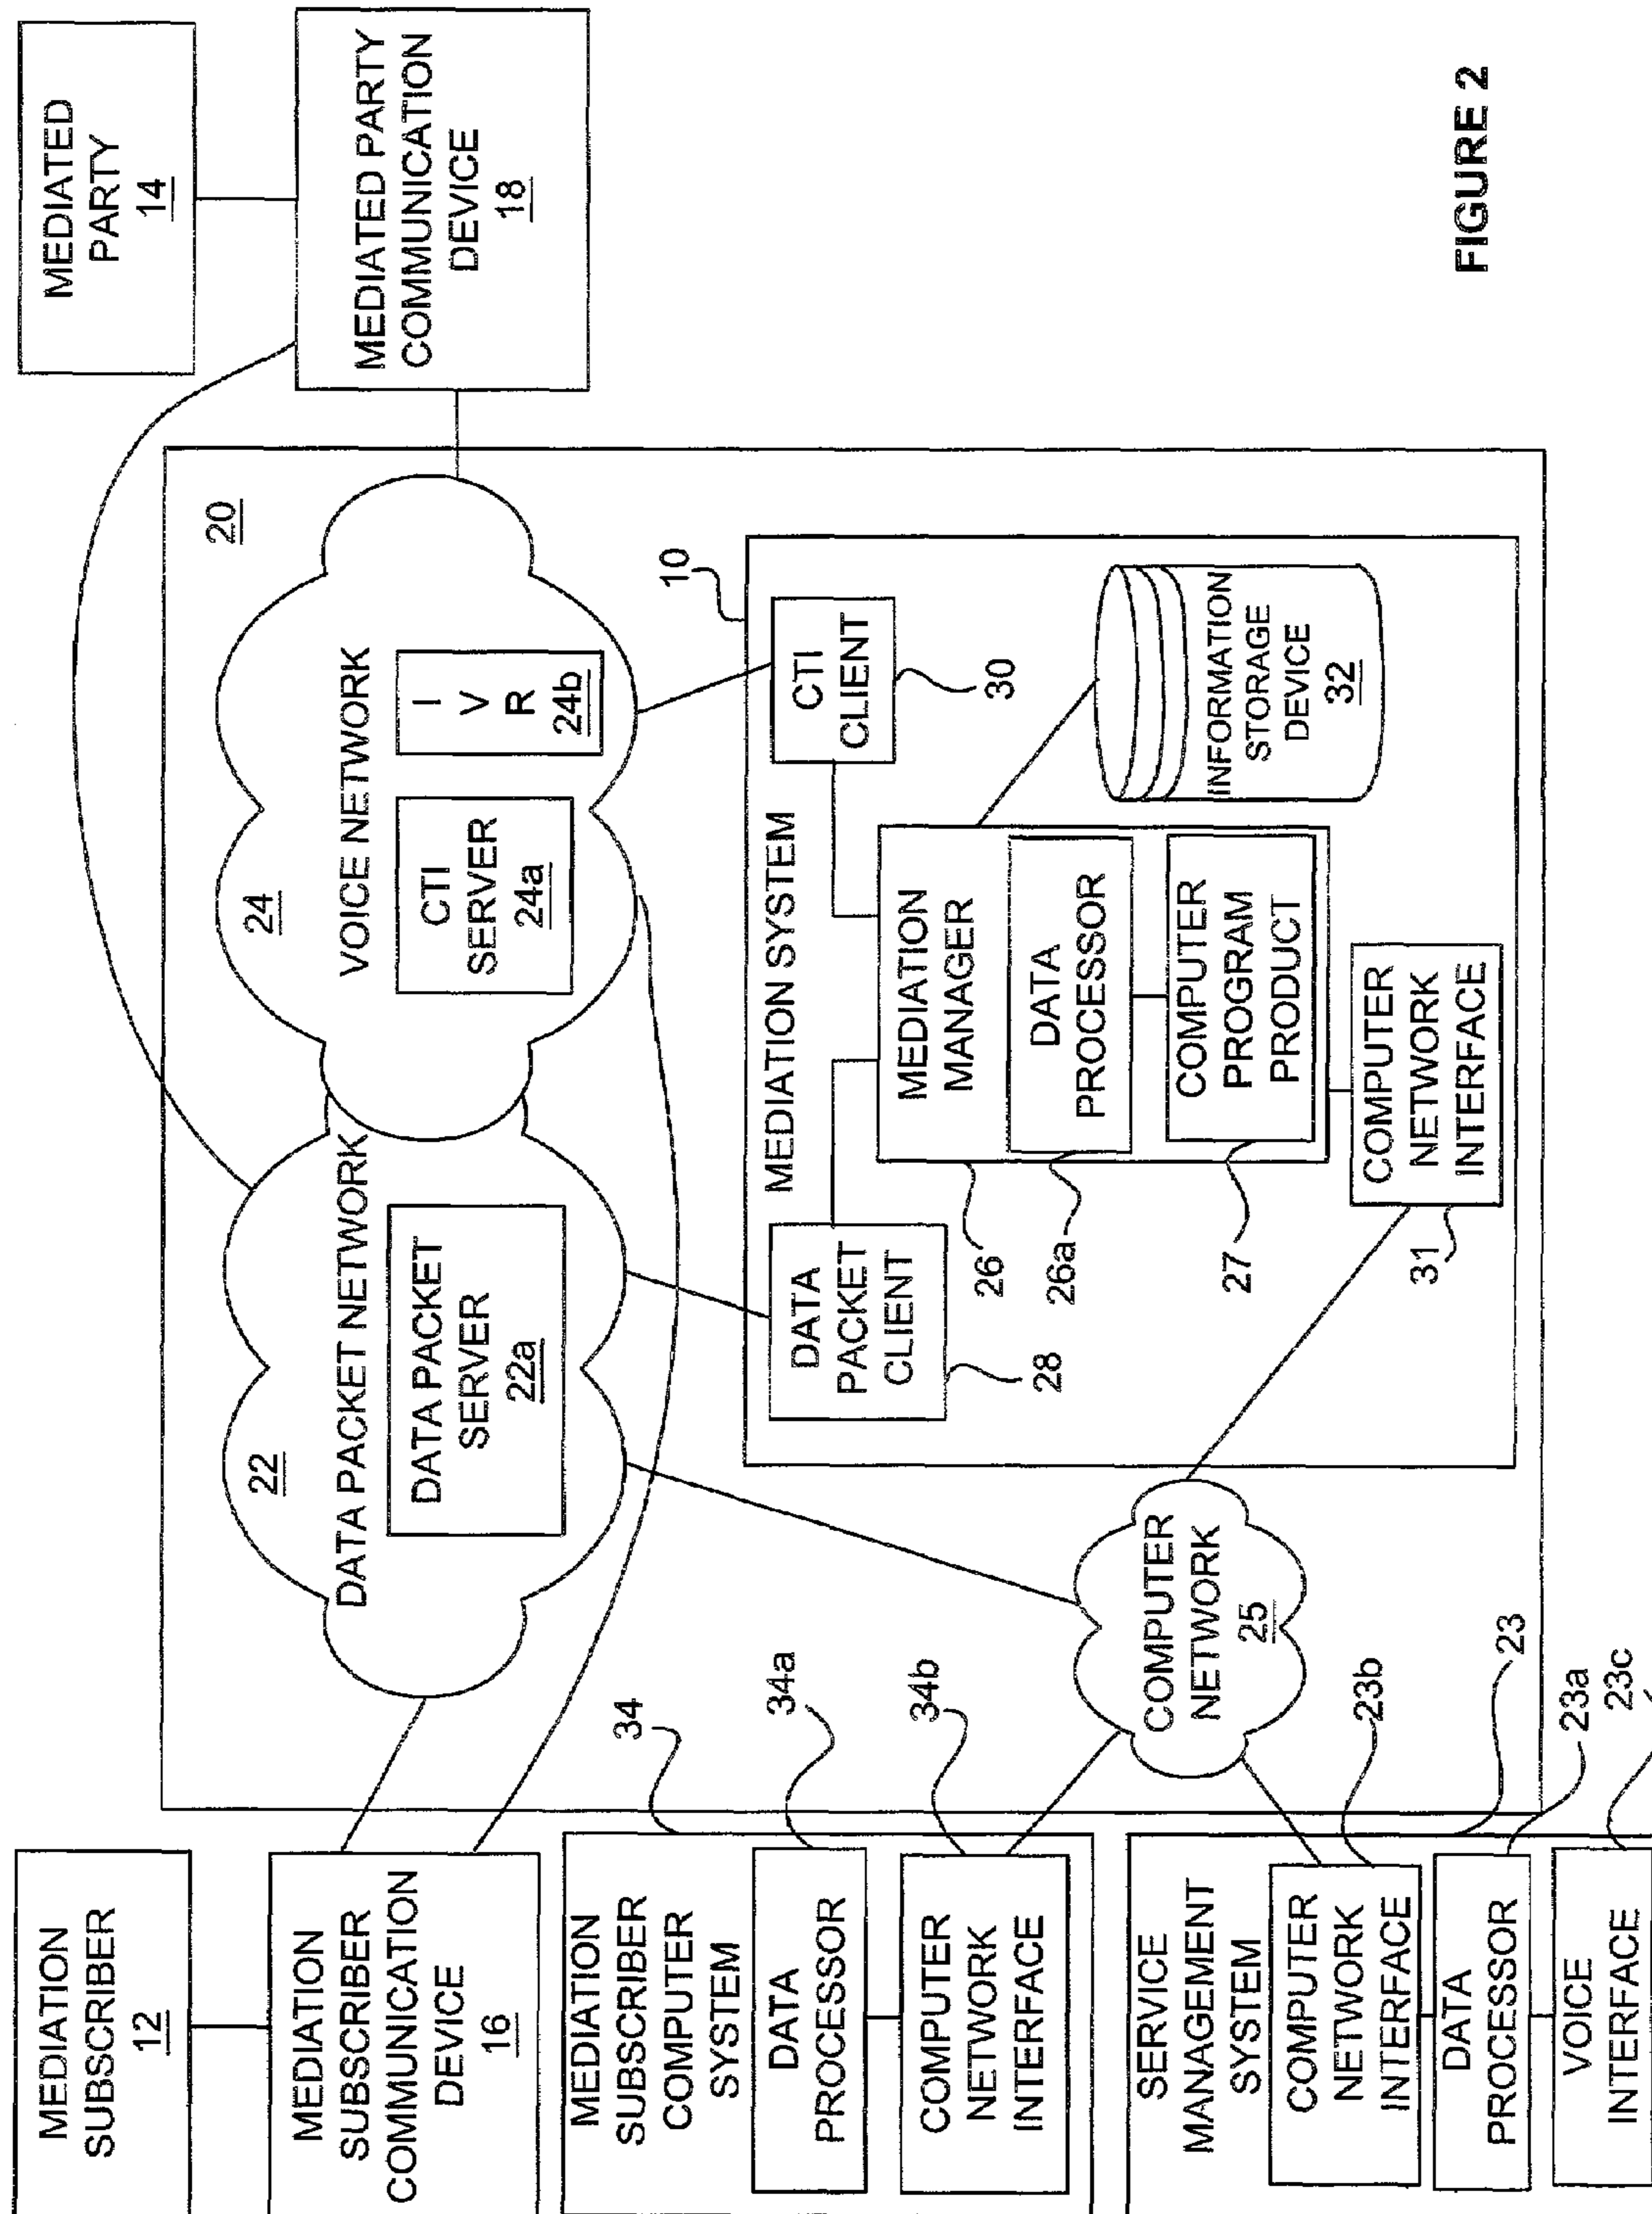 MEDIATION
SUBSCRIBER
12
MEDIATION
SUBSCRIBER
COMMUNICATION
DEVICE
16
MEDIATION
SUBSCRIBER
COMPUTER
SYSTEM
34
DATA
PROCESSOR
34a
COMPUTER
NETWORK
INTERFACE
34b
SERVICE
MANAGEMENT
SYSTEM
23
COMPUTER
NETWORK
INTERFACE
23b
DATA
PROCESSOR
23a
VOICE
INTERFACE
23c
22
DATA PACKET NETWORK
DATA PACKET
SERVER
22a
24
VOICE NETWORK
CTI
SERVER
24a
I
V
R
24b
20
COMPUTER
NETWORK
25
MEDIATION SYSTEM
10
DATA
PACKET
CLIENT
28
CTI
CLIENT
30
MEDIATION
MANAGER
26
DATA
PROCESSOR
26a
COMPUTER
PROGRAM
PRODUCT
27
COMPUTER
NETWORK
INTERFACE
31
INFORMATION
STORAGE
DEVICE
32
MEDIATED
PARTY
14
MEDIATED PARTY
COMMUNICATION
DEVICE
18
FIGURE 2